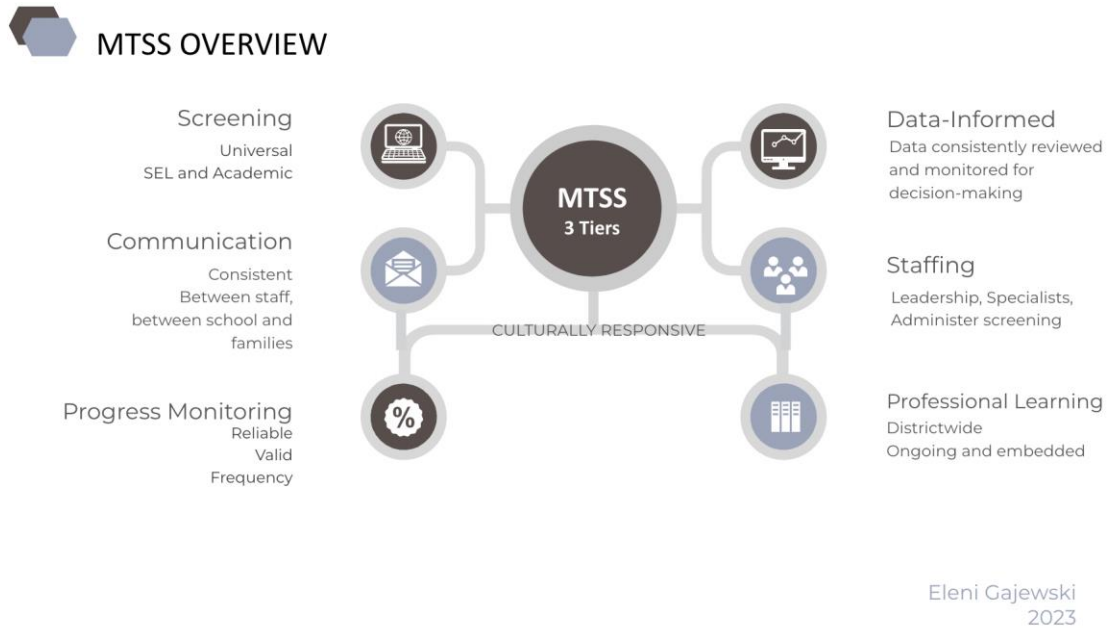 MTSS OVERVIEW
Screening
Universal
SEL and Academic
Communication
Consistent
Between staff,
between school and
families
Progress Monitoring
Reliable
Valid
Frequency
MTSS
3 Tiers
CULTURALLY RESPONSIVE
%
Data-Informed
Data consistently reviewed
and monitored for
decision-making
Staffing
Leadership, Specialists,
Administer screening
Professional Learning
Districtwide
Ongoing and embedded
Eleni Gajewski
2023